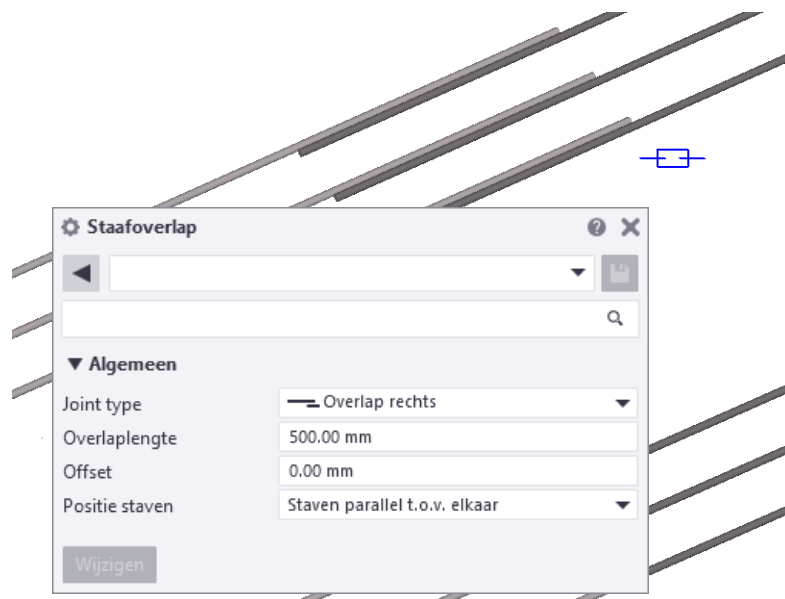 Staafoverlap
Algemeen
Joint type Overlap rechts
Overlaplengte 500.00 mm
Offset 0.00 mm
Positie staven Staven parallel t.o.v. elkaar
Wijzigen